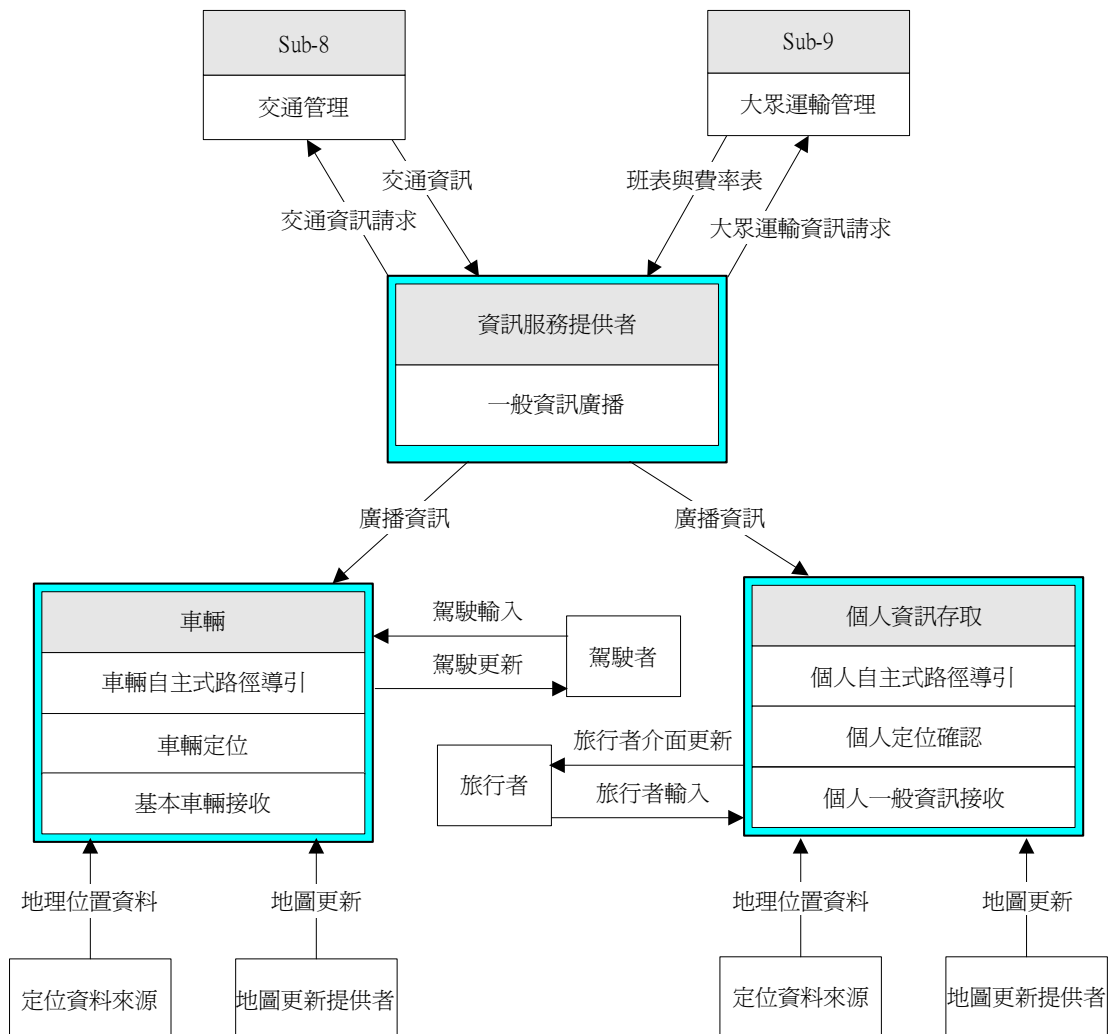 Sub-8
Sub-9
交通管理
大眾運輸管理
交通資訊
班表與費率表
交通資訊請求
大眾運輸資訊請求
資訊服務提供者
一般資訊廣播
廣播資訊
廣播資訊
車輛
車輛自主式路徑導引
車輛定位
基本車輛接收
駕駛輸入
駕駛更新
駕駛者
個人資訊存取
個人自主式路徑導引
個人定位確認
個人一般資訊接收
旅行者介面更新
旅行者輸入
旅行者
地理位置資料
地圖更新
地理位置資料
地圖更新
定位資料來源
地圖更新提供者
定位資料來源
地圖更新提供者